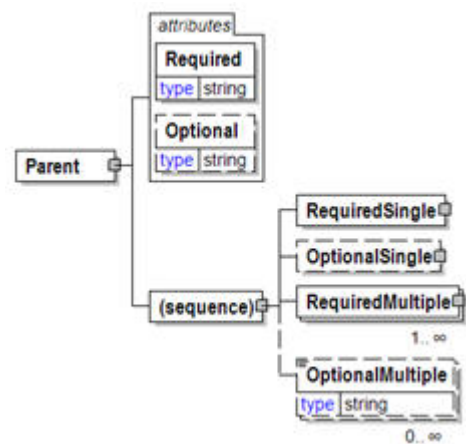 attributes
Required
type string
Optional
type string
Parent
RequiredSingle
OptionalSingle
(sequence)
RequiredMultiple
1.. ∞
OptionalMultiple
type string
0.. ∞